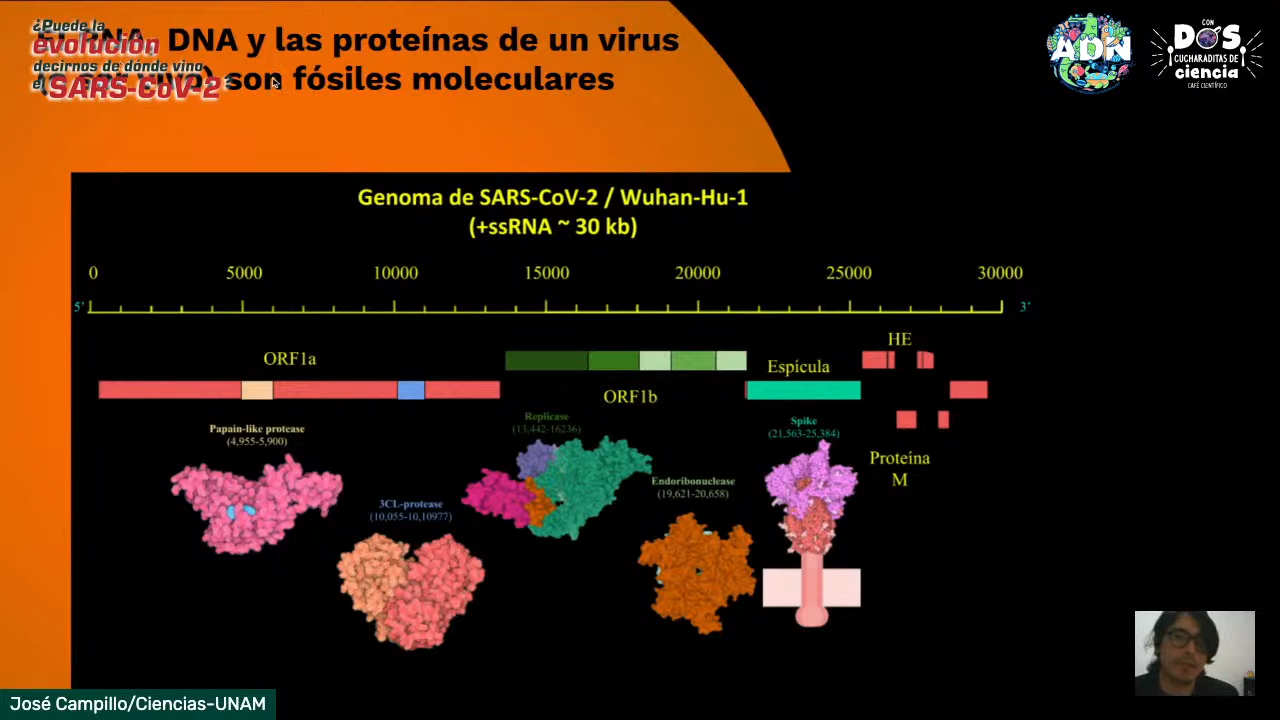 ¿Puede la
evolución
decirnos de dónde vino
SARS-CoV-2?
DNA y las proteínas de un virus
son fósiles moleculares
ADN
CON
DOS
CUCHARADITAS DE
ciencia
CAFÉ CIENTÍFICO
Genoma de SARS-CoV-2 / Wuhan-Hu-1
(+ssRNA ~ 30 kb)
0 5000 10000 15000 20000 25000 30000
5' 3'
HE
ORF1a
Espícula
ORF1b
Papain-like protease
(4,955-5,900)
3CL-protease
(10,055-10,10977)
Replicase
(13,442-16236)
Endoribonuclease
(19,621-20,658)
Spike
(21,563-25,384)
Proteína
M
José Campillo/Ciencias-UNAM